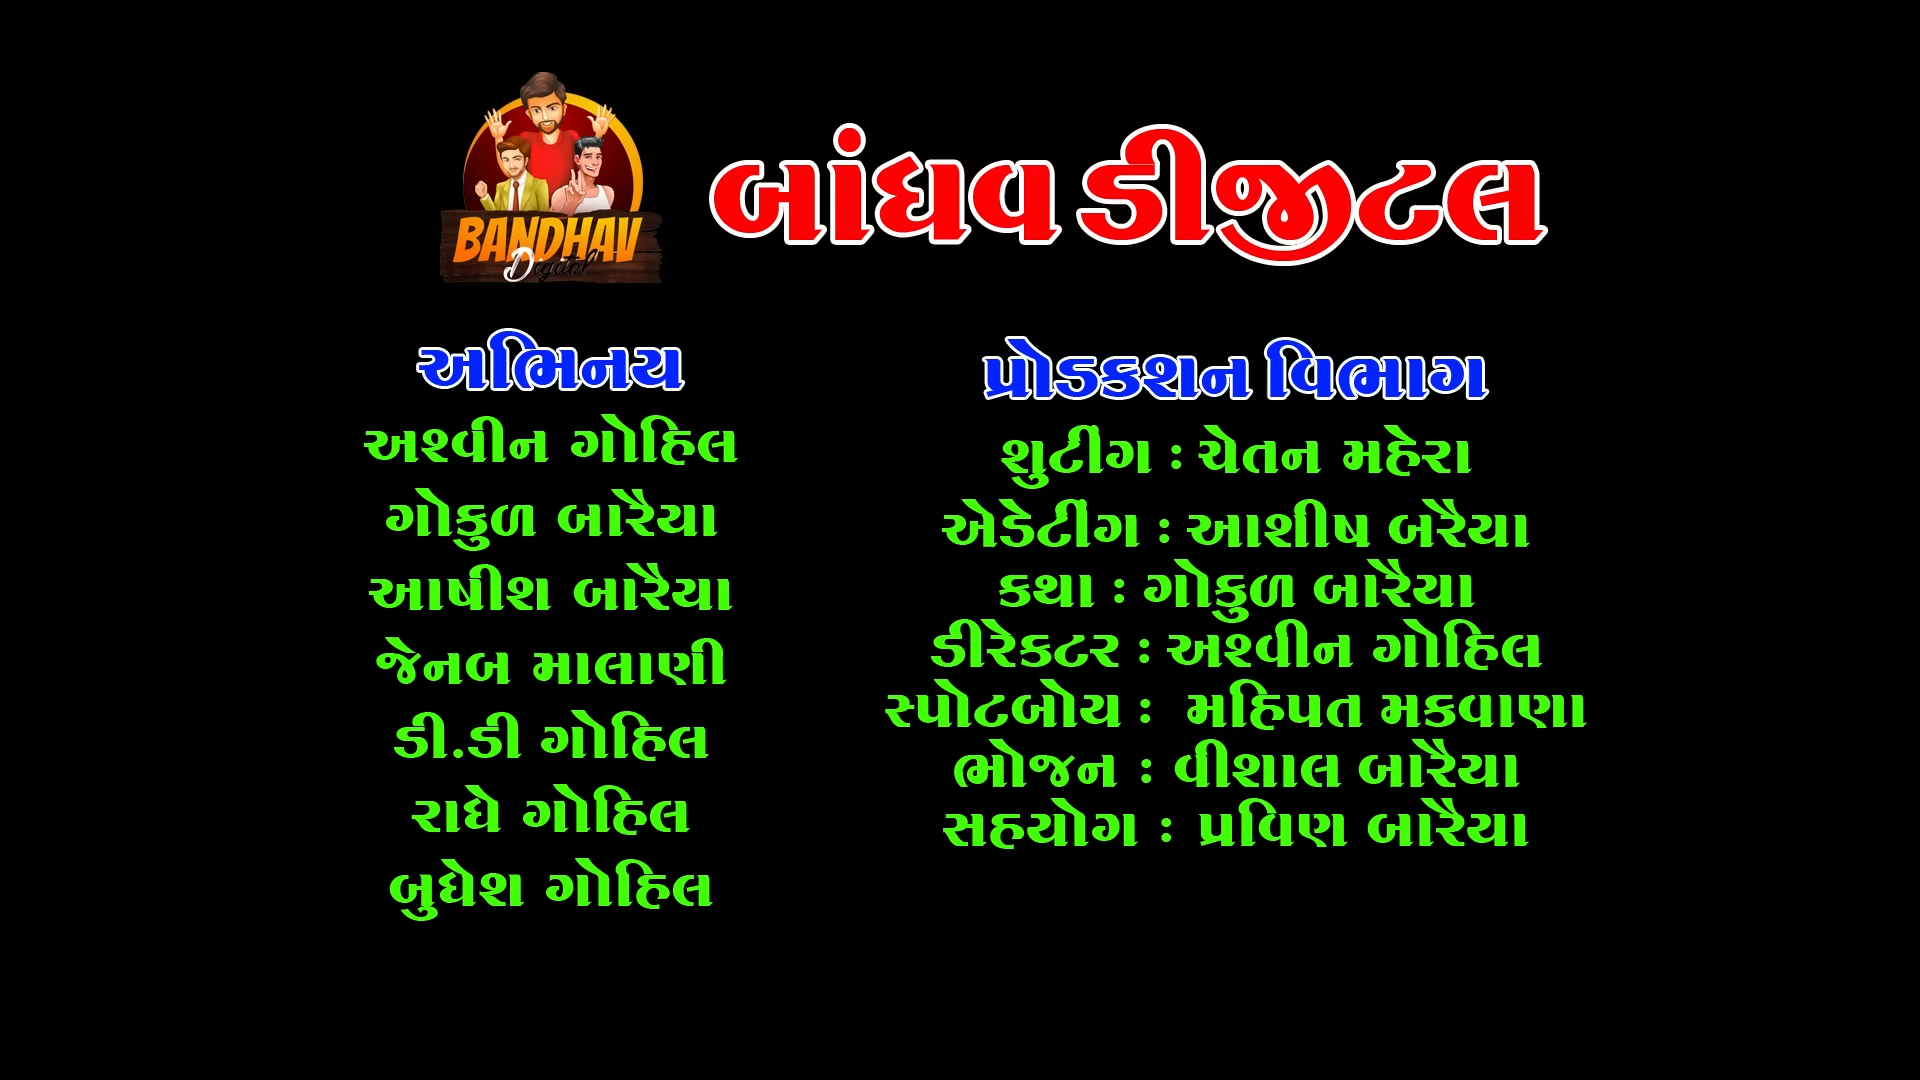 BANDHAV
Digital
બાંધવ ડીજીટલ
અભિનય
અશ્વીન ગોહિલ
ગોકુળ બારૈયા
આષીશ બારૈયા
જેનબ માલાણી
ડી.ડી ગોહિલ
રાધે ગોહિલ
બુધેશ ગોહિલ
પ્રોડકશન વિભાગ
શુટીંગ : ચેતન મહેરા
એડેટીંગ : આશીષ બરૈયા
કથા : ગોકુળ બારૈયા
ડીરેકટર : અશ્વીન ગોહિલ
સ્પોટબોય : મહિપત મકવાણા
ભોજન : વીશાલ બારૈયા
સહયોગ : પ્રવિણ બારૈયા